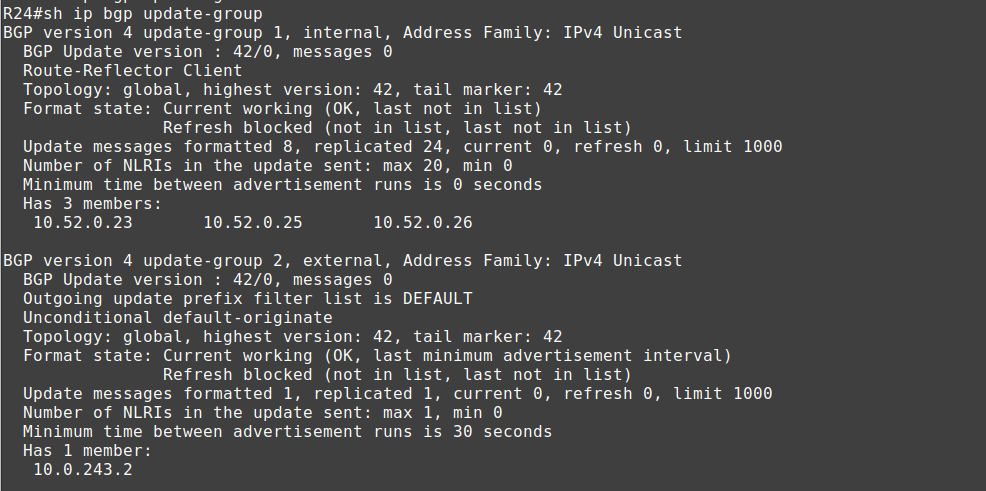 R24#sh ip bgp update-group
BGP version 4 update-group 1, internal, Address Family: IPv4 Unicast
  BGP Update version : 42/0, messages 0
  Route-Reflector Client
  Topology: global, highest version: 42, tail marker: 42
  Format state: Current working (OK, last not in list)
                Refresh blocked (not in list, last not in list)
  Update messages formatted 8, replicated 24, current 0, refresh 0, limit 1000
  Number of NLRIs in the update sent: max 20, min 0
  Minimum time between advertisement runs is 0 seconds
  Has 3 members:
   10.52.0.23       10.52.0.25       10.52.0.26

BGP version 4 update-group 2, external, Address Family: IPv4 Unicast
  BGP Update version : 42/0, messages 0
  Outgoing update prefix filter list is DEFAULT
  Unconditional default-originate
  Topology: global, highest version: 42, tail marker: 42
  Format state: Current working (OK, last minimum advertisement interval)
                Refresh blocked (not in list, last not in list)
  Update messages formatted 1, replicated 1, current 0, refresh 0, limit 1000
  Number of NLRIs in the update sent: max 1, min 0
  Minimum time between advertisement runs is 30 seconds
  Has 1 member:
   10.0.243.2